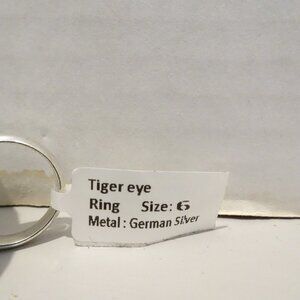 Tiger eye
Ring Size: 6
Metal : German Silver